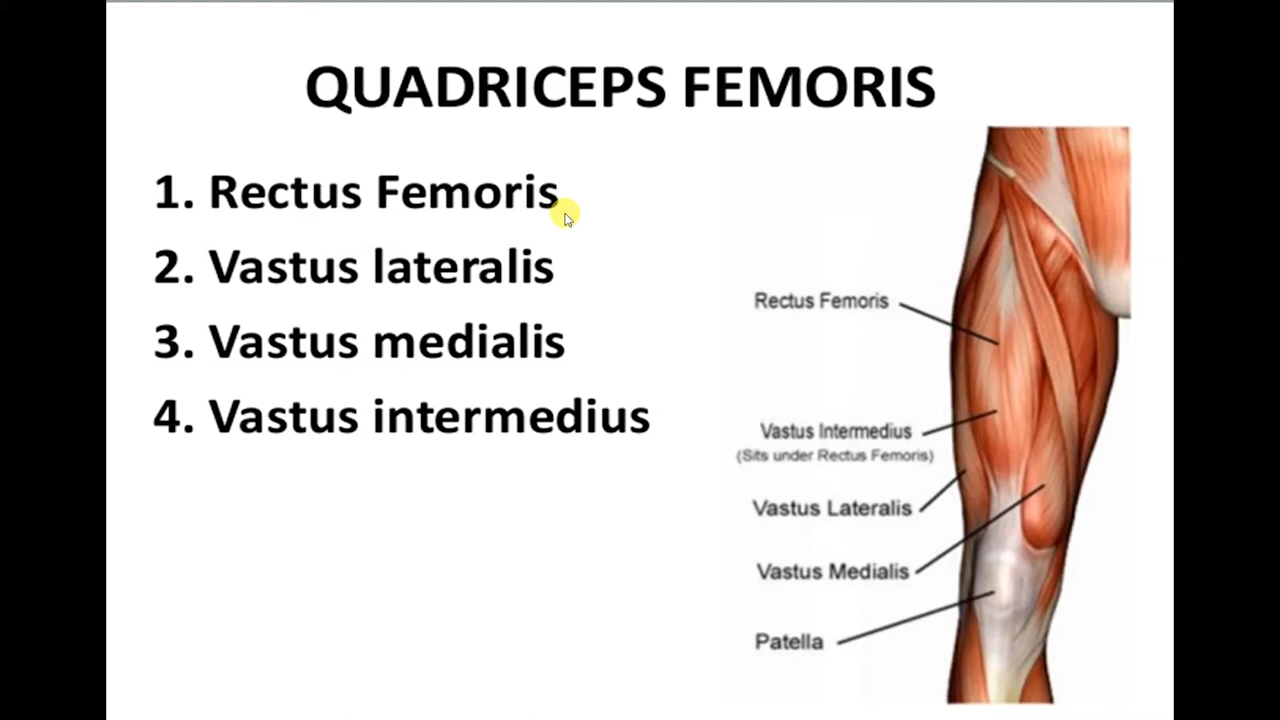 QUADRICEPS FEMORIS
1. Rectus Femoris
2. Vastus lateralis
3. Vastus medialis
4. Vastus intermedius
Rectus Femoris
Vastus Intermedius
(Sits under Rectus Femoris)
Vastus Lateralis
Vastus Medialis
Patella